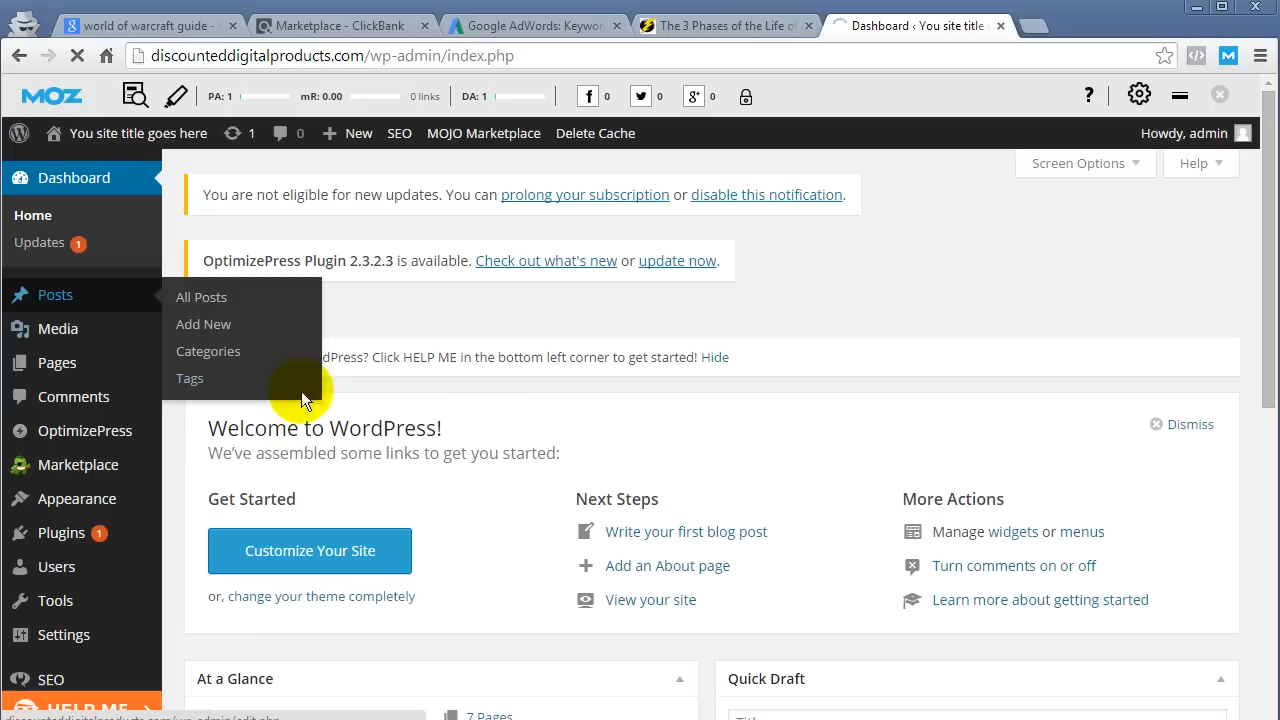 world of warcraft guide -
Marketplace - ClickBank
Google AdWords: Keywor
The 3 Phases of the Life of
Dashboard ‹ You site title
discounteddigitalproducts.com/wp-admin/index.php
MOZ
PA: 1
mR: 0.00
0 links
DA: 1
0
0
0
?
You site title goes here
1
0
New
SEO
MOJO Marketplace
Delete Cache
Howdy, admin
Screen Options
Help
Dashboard
Home
Updates 1
Posts
Media
Pages
Comments
OptimizePress
Marketplace
Appearance
Plugins 1
Users
Tools
Settings
SEO
HELP ME
All Posts
Add New
Categories
Tags
You are not eligible for new updates. You can prolong your subscription or disable this notification.
OptimizePress Plugin 2.3.2.3 is available. Check out what's new or update now.
dPress? Click HELP ME in the bottom left corner to get started! Hide
Welcome to WordPress!
Dismiss
We've assembled some links to get you started:
Get Started
Customize Your Site
or, change your theme completely
Next Steps
Write your first blog post
Add an About page
View your site
More Actions
Manage widgets or menus
Turn comments on or off
Learn more about getting started
At a Glance
7 Pages
Quick Draft